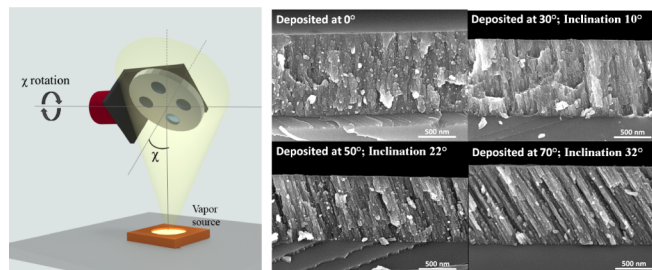 χ rotation
χ
Vapor
source
Deposited at 0°
500 nm
Deposited at 30°; Inclination 10°
500 nm
Deposited at 50°; Inclination 22°
500 nm
Deposited at 70°; Inclination 32°
500 nm